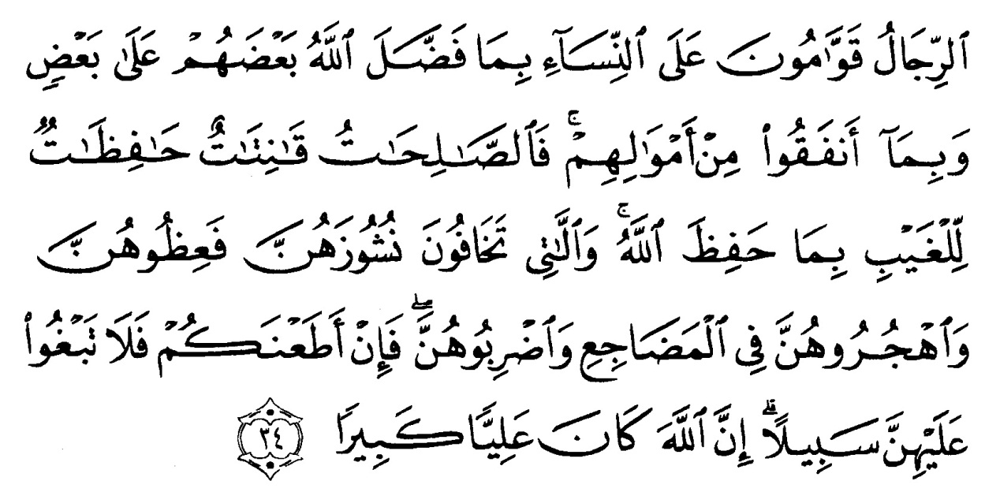 ٱلرِّجَالُ قَوَّٰمُونَ عَلَى ٱلنِّسَآءِ بِمَا فَضَّلَ ٱللَّهُ بَعْضَهُمْ عَلَىٰ بَعْضٍ
وَبِمَآ أَنفَقُوا۟ مِنْ أَمْوَٰلِهِمْ ۚ فَٱلصَّٰلِحَٰتُ قَٰنِتَٰتٌ حَٰفِظَٰتٌ
لِّلْغَيْبِ بِمَا حَفِظَ ٱللَّهُ ۚ وَٱلَّٰتِى تَخَافُونَ نُشُوزَهُنَّ فَعِظُوهُنَّ
وَٱهْجُرُوهُنَّ فِى ٱلْمَضَاجِعِ وَٱضْرِبُوهُنَّ ۖ فَإِنْ أَطَعْنَكُمْ فَلَا تَبْغُوا۟
عَلَيْهِنَّ سَبِيلًا ۗ إِنَّ ٱللَّهَ كَانَ عَلِيًّا كَبِيرًا ٣٤